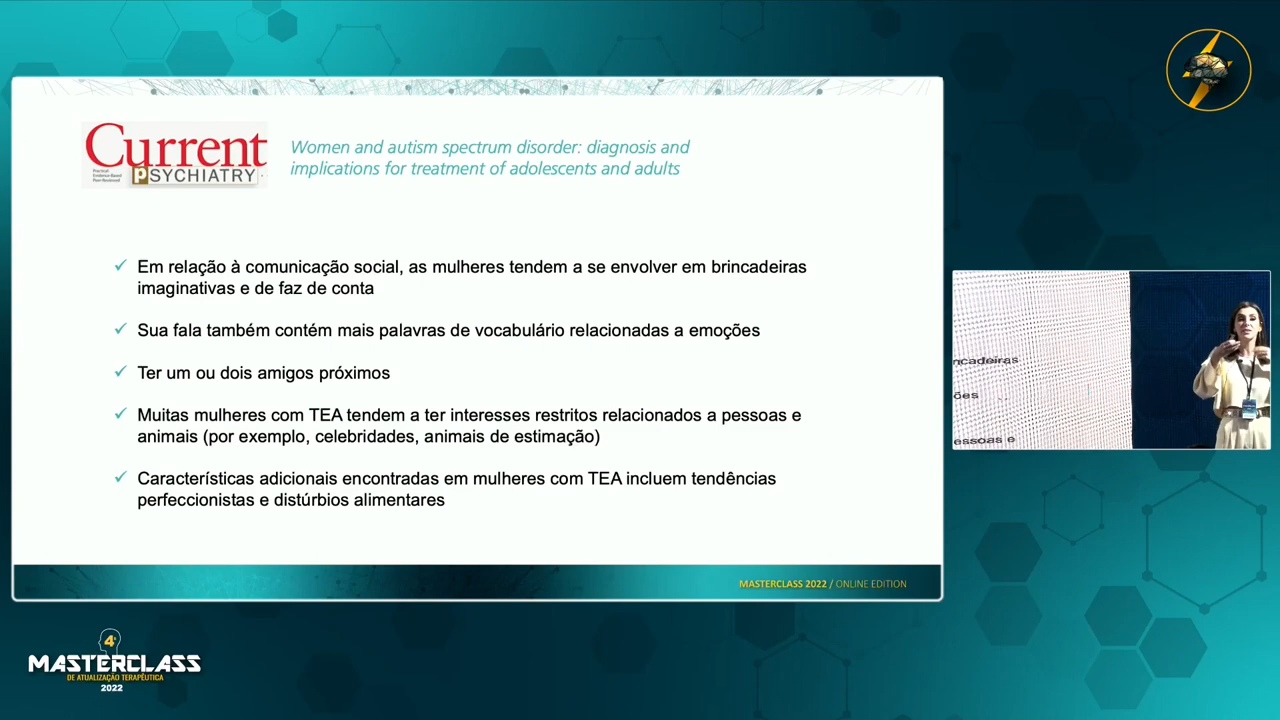 Current
PSYCHIATRY
Practical
Evidence-Based
Peer-Reviewed
Women and autism spectrum disorder: diagnosis and
implications for treatment of adolescents and adults
Em relação à comunicação social, as mulheres tendem a se envolver em brincadeiras
imaginativas e de faz de conta
Sua fala também contém mais palavras de vocabulário relacionadas a emoções
Ter um ou dois amigos próximos
Muitas mulheres com TEA tendem a ter interesses restritos relacionados a pessoas e
animais (por exemplo, celebridades, animais de estimação)
Características adicionais encontradas em mulheres com TEA incluem tendências
perfeccionistas e distúrbios alimentares
MASTERCLASS 2022 / ONLINE EDITION
ncadeiras
ões
essoas e
4ª
MASTERCLASS
DE ATUALIZAÇÃO TERAPÊUTICA
2022